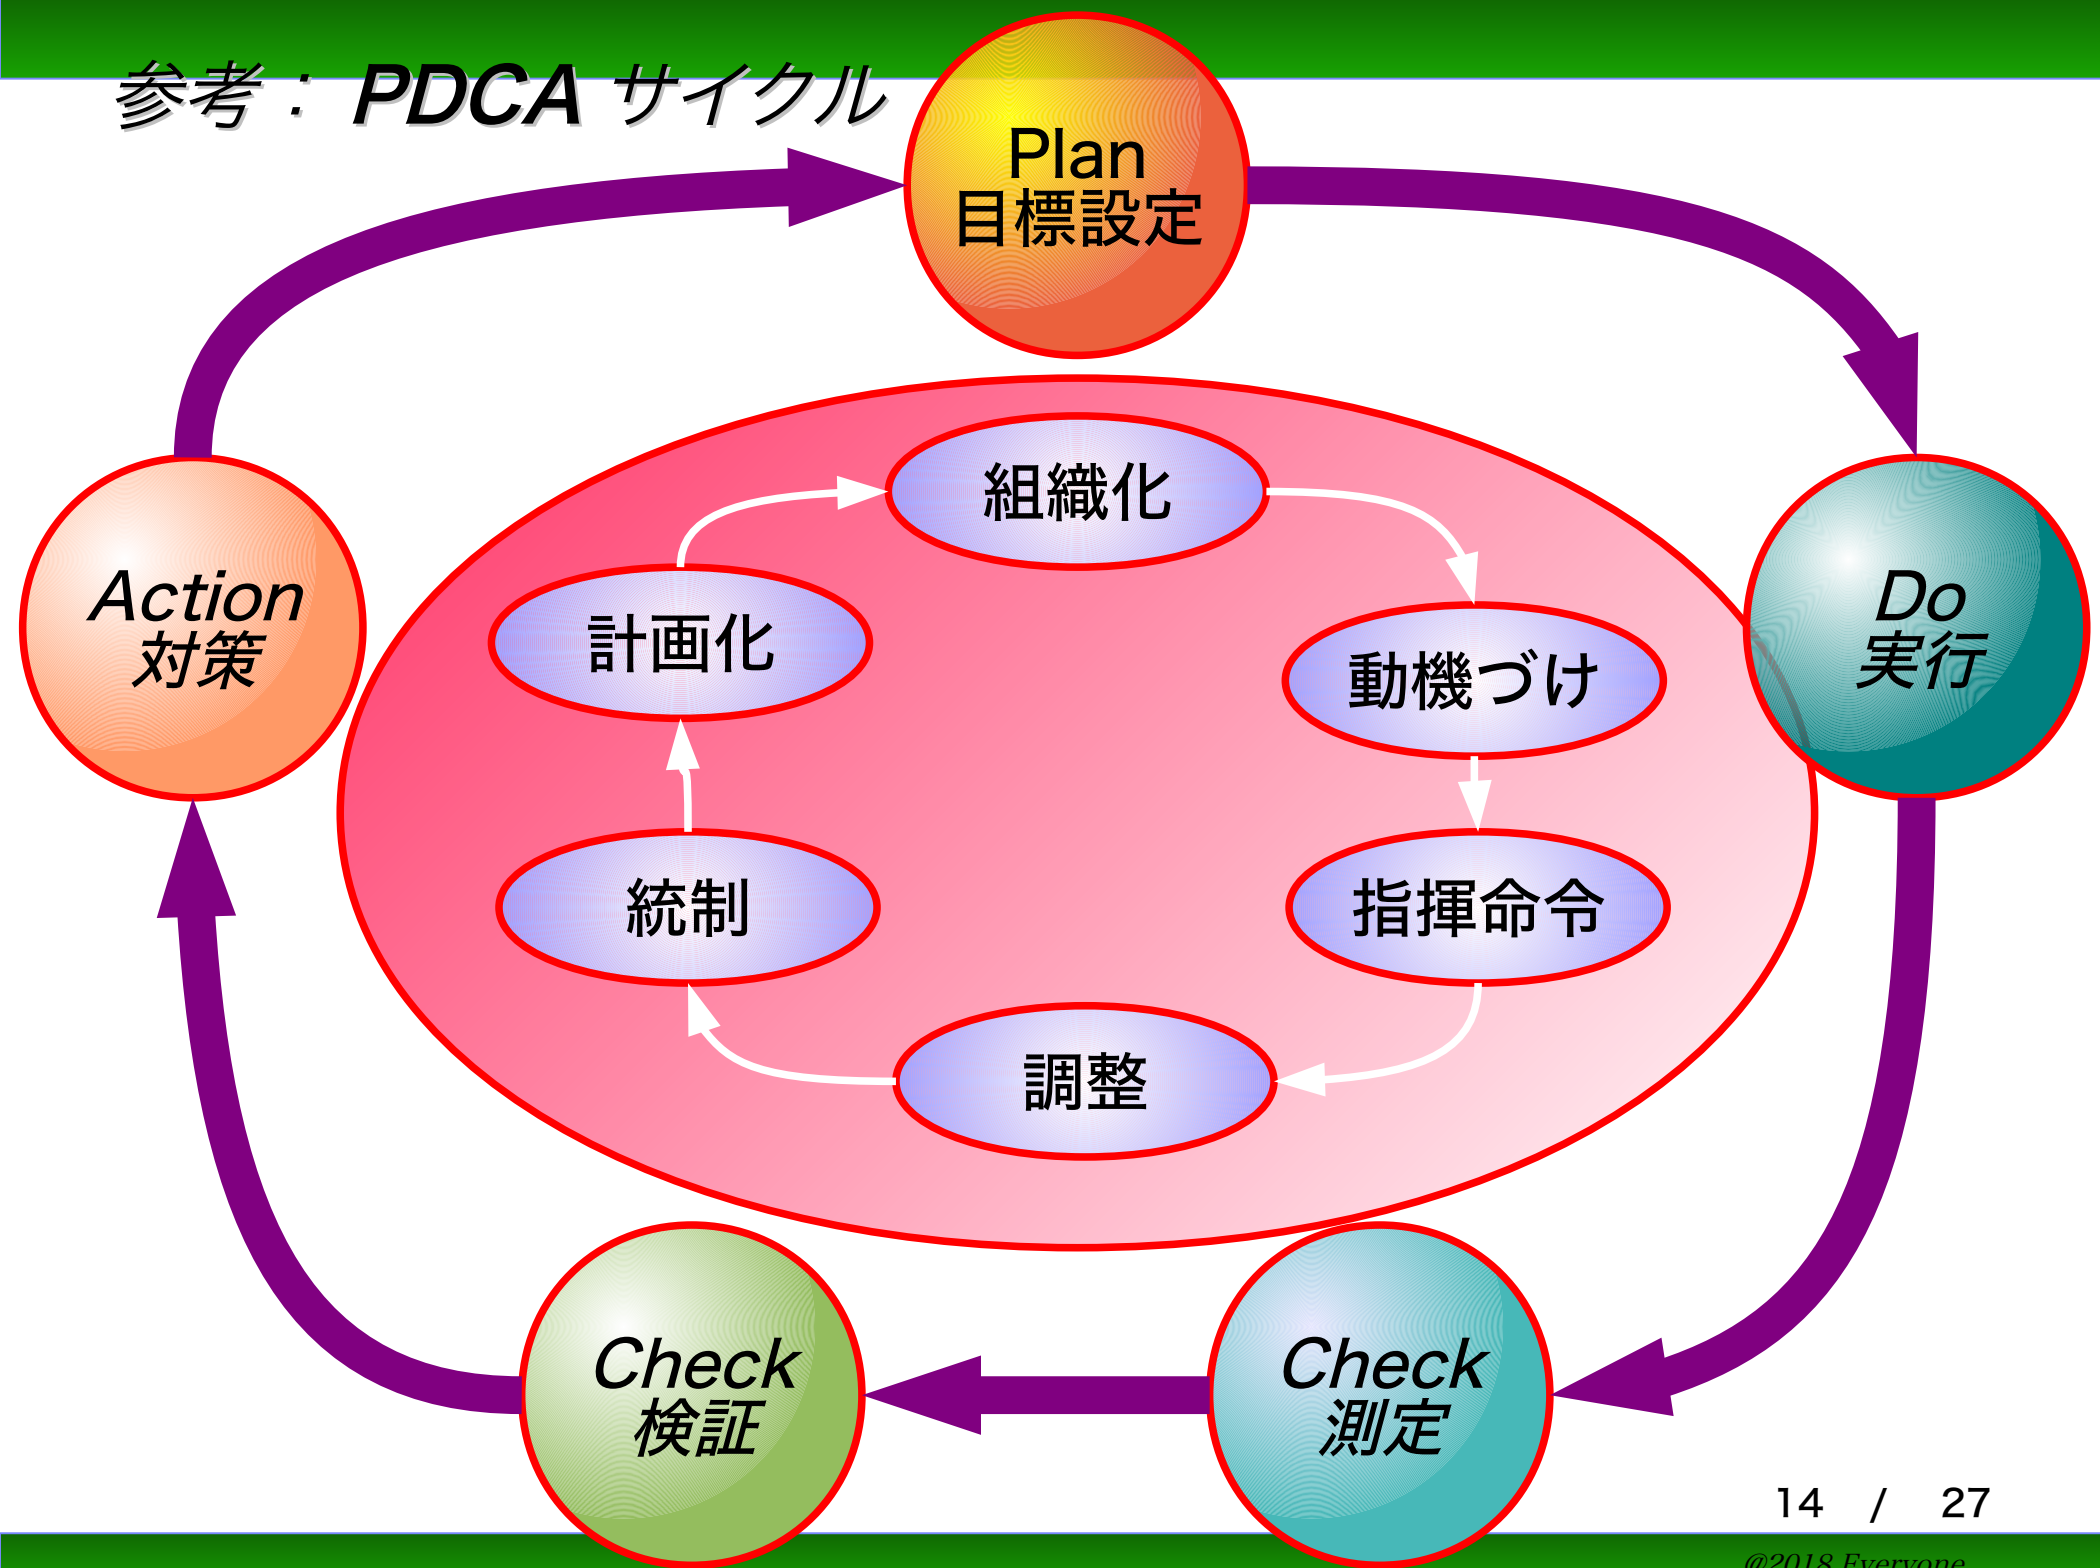 参考： PDCA サイクル
Plan
目標設定
Do
実行
Check
測定
Check
検証
Action
対策
組織化
動機づけ
指揮命令
調整
統制
計画化
14 / 27
@2018 Everyone